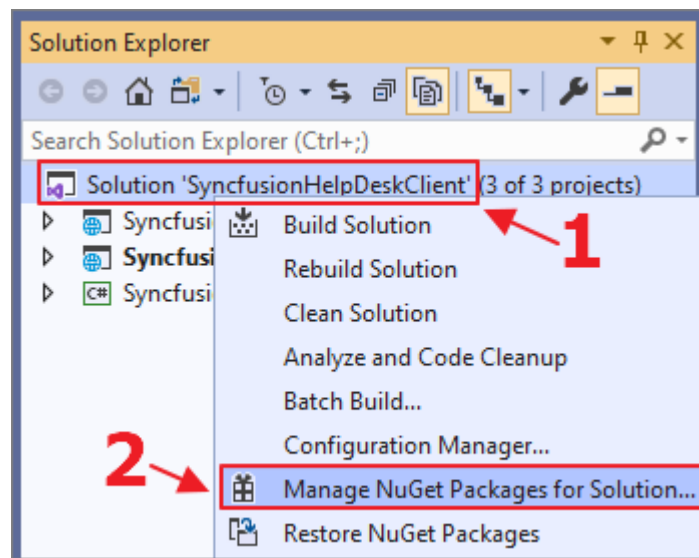 Solution Explorer
Search Solution Explorer (Ctrl+;)
Solution 'SyncfusionHelpDeskClient' (3 of 3 projects)
Syncfusi
Syncfusi
C# Syncfusi
1
Build Solution
Rebuild Solution
Clean Solution
Analyze and Code Cleanup
Batch Build...
Configuration Manager...
2
Manage NuGet Packages for Solution...
Restore NuGet Packages